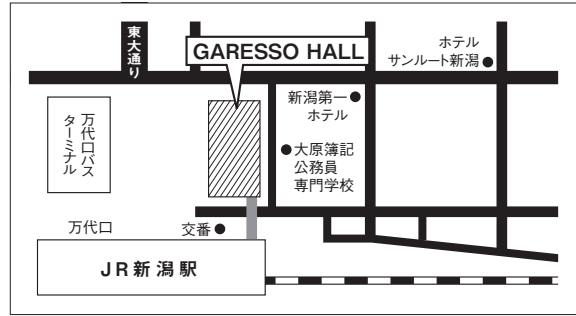 東大通り
GARESSO HALL
ホテル
サンルート新潟
新潟第一
ホテル
万代口バス
ターミナル
大原簿記
公務員
専門学校
万代口
交番
JR新潟駅